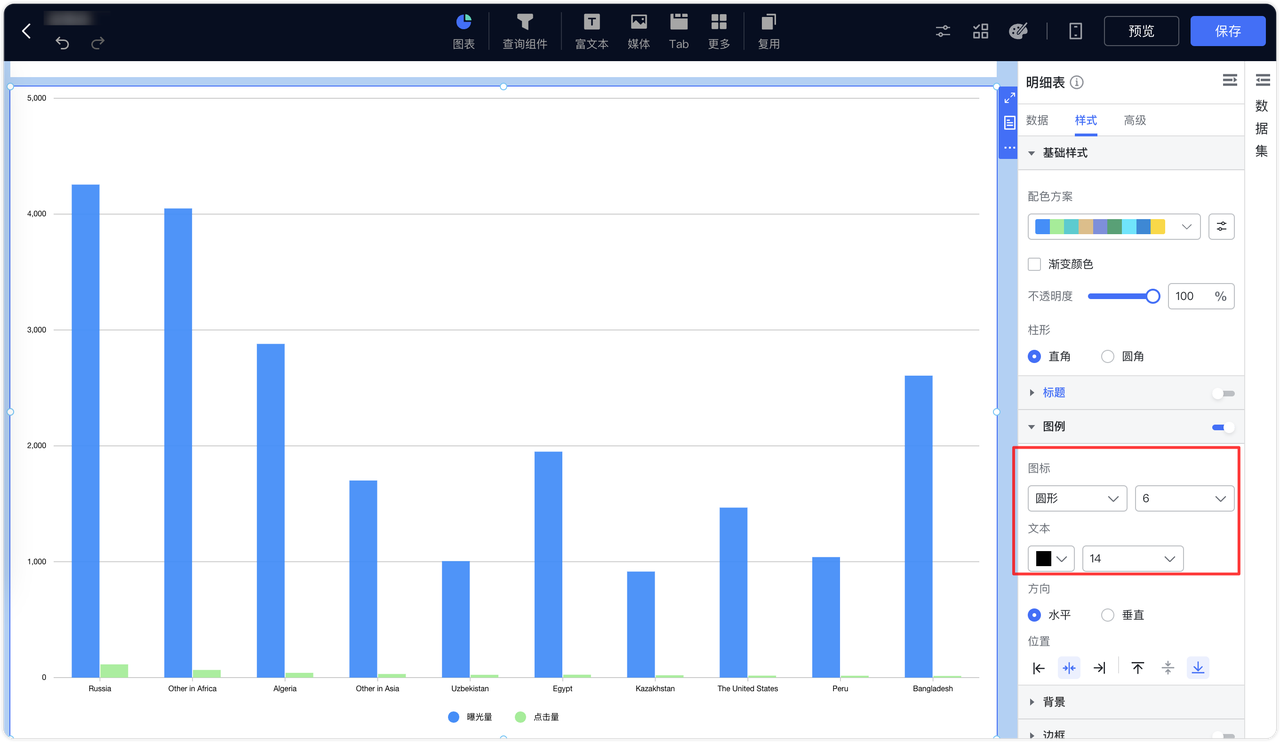 图表
查询组件
富文本
媒体
Tab
更多
复用
预览
保存
5,000
4,000
3,000
2,000
1,000
0
Russia
Other in Africa
Algeria
Other in Asia
Uzbekistan
Egypt
Kazakhstan
The United States
Peru
Bangladesh
曝光量
点击量
明细表
数据
样式
高级
基础样式
配色方案
渐变颜色
不透明度
100 %
柱形
直角
圆角
标题
图例
图标
圆形
6
文本
14
方向
水平
垂直
位置
背景
边框
数
据
集